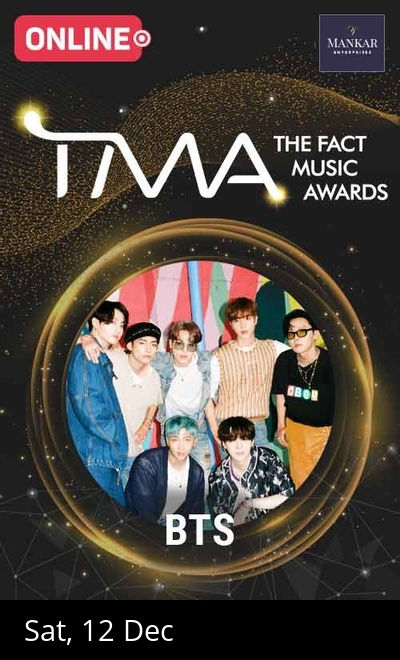 ONLINE
MANKAR
ENTERPRISES
TMA
THE FACT
MUSIC
AWARDS
BTS
Sat, 12 Dec